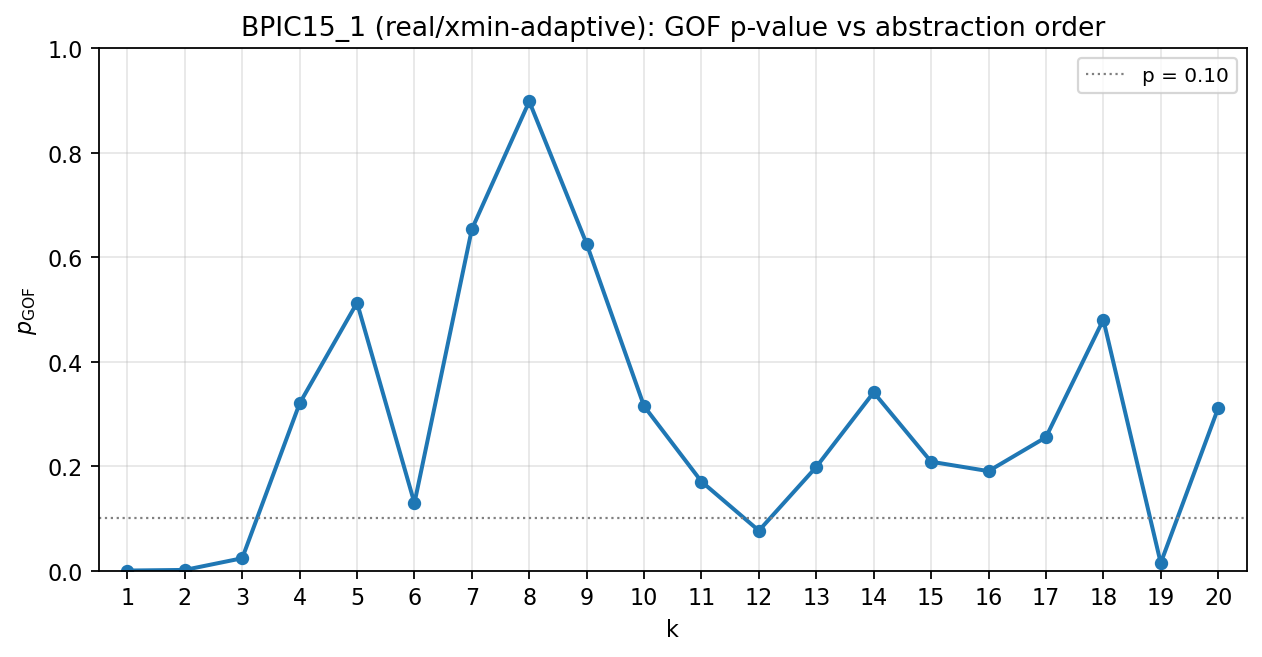 BPIC15_1 (real/xmin-adaptive): GOF p-value vs abstraction order
p = 0.10
1.0
0.8
0.6
0.4
0.2
0.0
pGOF
1 2 3 4 5 6 7 8 9 10 11 12 13 14 15 16 17 18 19 20
k